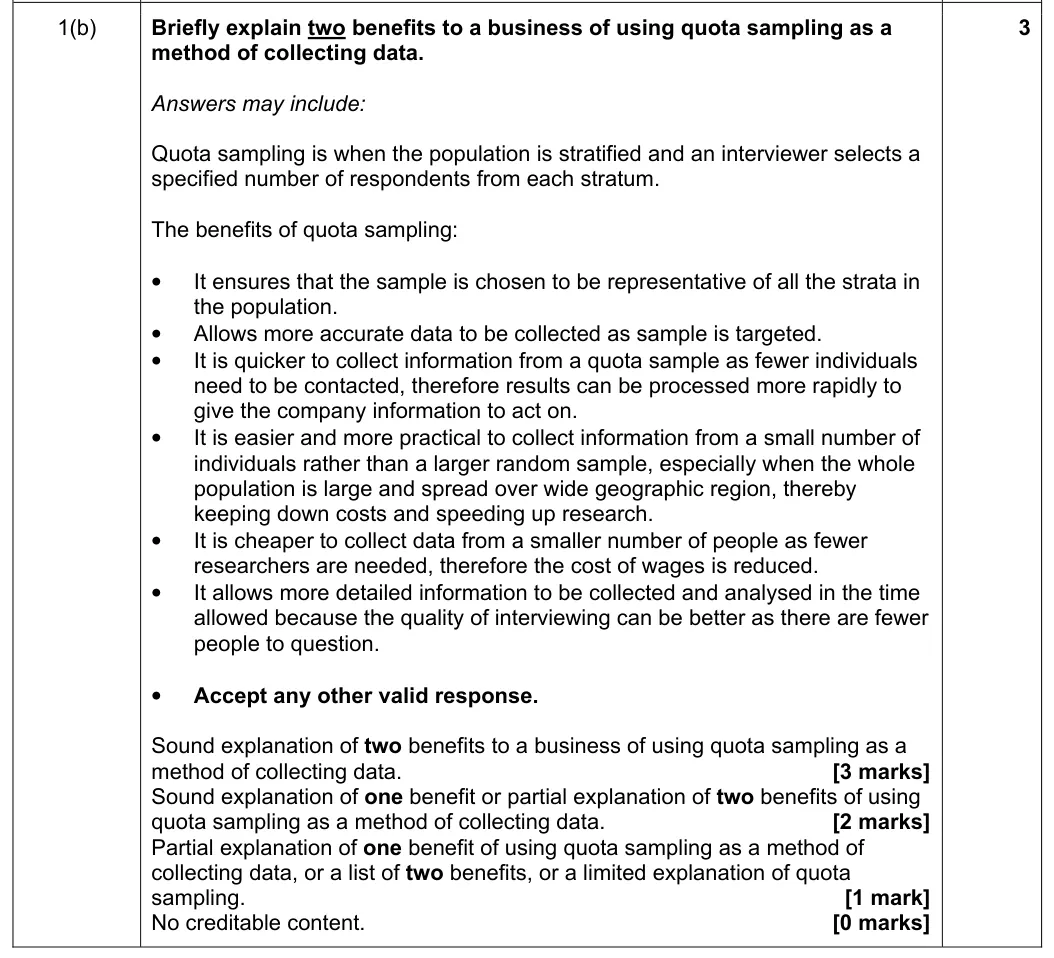 1(b) Briefly explain two benefits to a business of using quota sampling as a 3
method of collecting data.
Answers may include:
Quota sampling is when the population is stratified and an interviewer selects a
specified number of respondents from each stratum.
The benefits of quota sampling:
• It ensures that the sample is chosen to be representative of all the strata in
the population.
• Allows more accurate data to be collected as sample is targeted.
• It is quicker to collect information from a quota sample as fewer individuals
need to be contacted, therefore results can be processed more rapidly to
give the company information to act on.
• It is easier and more practical to collect information from a small number of
individuals rather than a larger random sample, especially when the whole
population is large and spread over wide geographic region, thereby
keeping down costs and speeding up research.
• It is cheaper to collect data from a smaller number of people as fewer
researchers are needed, therefore the cost of wages is reduced.
• It allows more detailed information to be collected and analysed in the time
allowed because the quality of interviewing can be better as there are fewer
people to question.
• Accept any other valid response.
Sound explanation of two benefits to a business of using quota sampling as a
method of collecting data. [3 marks]
Sound explanation of one benefit or partial explanation of two benefits of using
quota sampling as a method of collecting data. [2 marks]
Partial explanation of one benefit of using quota sampling as a method of
collecting data, or a list of two benefits, or a limited explanation of quota
sampling. [1 mark]
No creditable content. [0 marks]